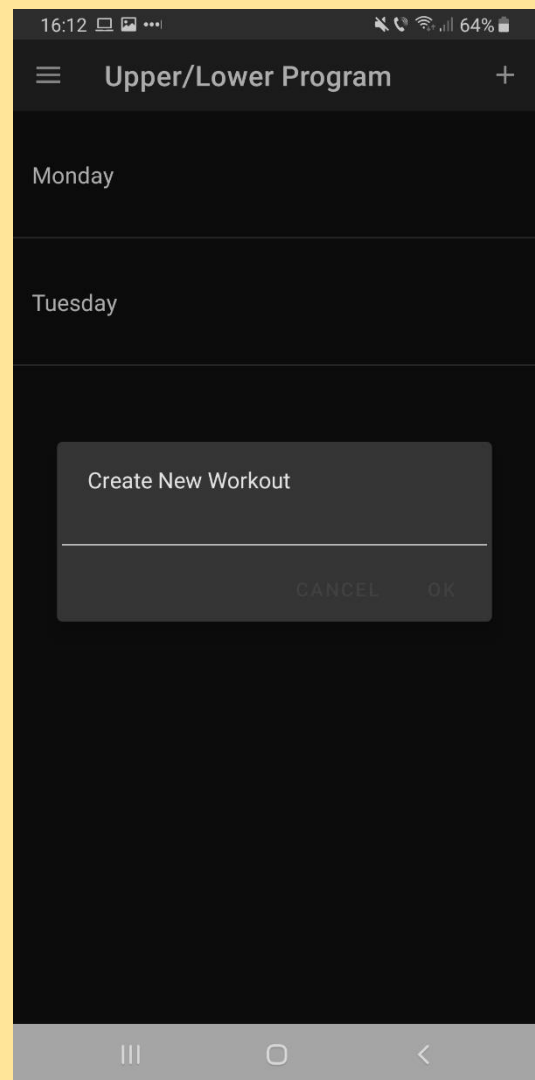 16:12 64%
Upper/Lower Program
Monday
Tuesday
Create New Workout
CANCEL OK